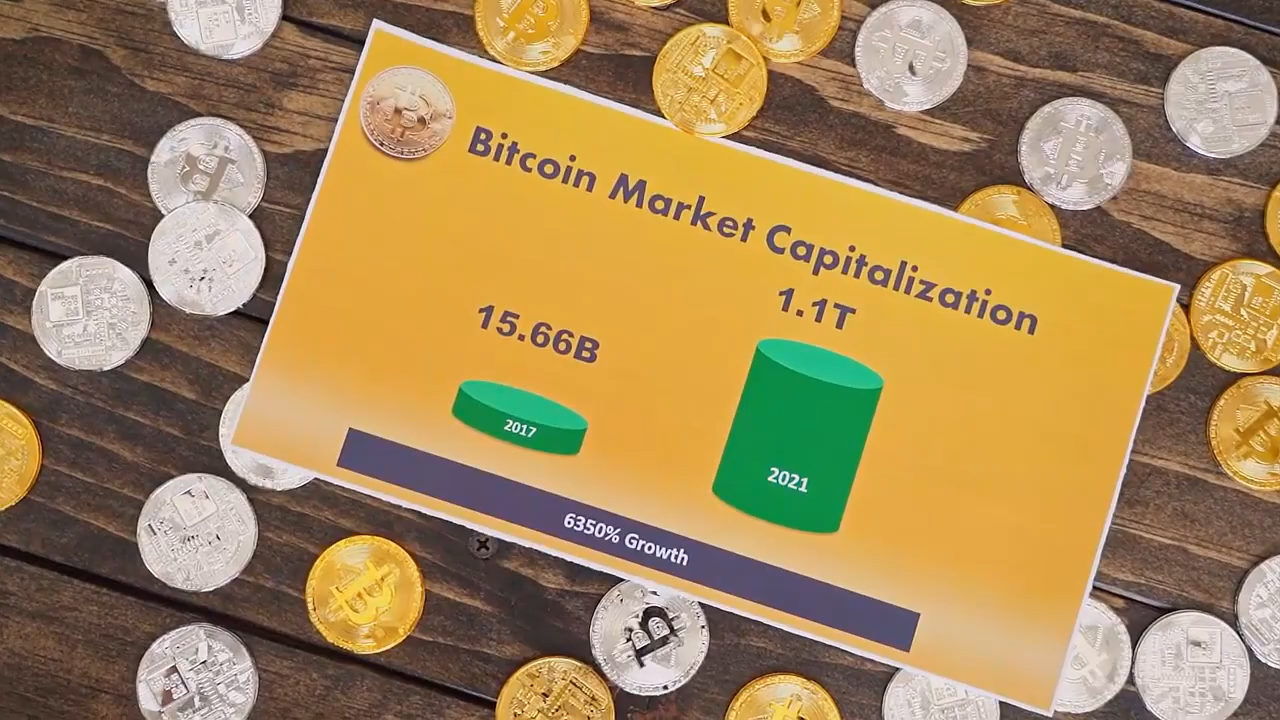 Bitcoin Market Capitalization
15.66B
1.1T
2017
2021
6350% Growth